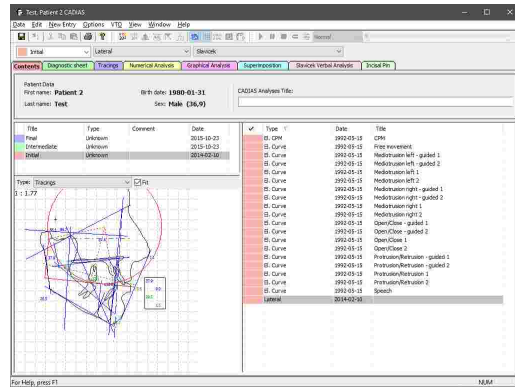 Test, Patient 2 CADIAS
Data Edit New Entry Options VTO View Window Help
Normal
Initial Lateral Slavicek
Contents Diagnostic sheet Tracings Numerical Analysis Graphical Analysis Superimposition Slavicek Verbal Analysis Incisal Pin
Patient Data
First name: Patient 2 Birth date: 1980-01-31 CADIAS Analyses Title:
Last name: Test Sex: Male (36,9)
Title Type Comment Date
Final Unknown 2015-10-23
Intermediate Unknown 2015-10-23
Initial Unknown 2014-02-10
Type: Tracings Fit
1 : 1.77
Type Date Title
El. CPM 1992-05-15 CPM
El. Curve 1992-05-15 Free movement
El. Curve 1992-05-15 Mediotrusion left - guided 1
El. Curve 1992-05-15 Mediotrusion left - guided 2
El. Curve 1992-05-15 Mediotrusion left 1
El. Curve 1992-05-15 Mediotrusion left 2
El. Curve 1992-05-15 Mediotrusion right - guided 1
El. Curve 1992-05-15 Mediotrusion right - guided 2
El. Curve 1992-05-15 Mediotrusion right 1
El. Curve 1992-05-15 Mediotrusion right 2
El. Curve 1992-05-15 Open/Close - guided 1
El. Curve 1992-05-15 Open/Close - guided 2
El. Curve 1992-05-15 Open/Close 1
El. Curve 1992-05-15 Open/Close 2
El. Curve 1992-05-15 Protrusion/Retrusion - guided 1
El. Curve 1992-05-15 Protrusion/Retrusion - guided 2
El. Curve 1992-05-15 Protrusion/Retrusion 1
El. Curve 1992-05-15 Protrusion/Retrusion 2
El. Curve 1992-05-15 Speech
Lateral 2014-02-10
For Help, press F1 NUM